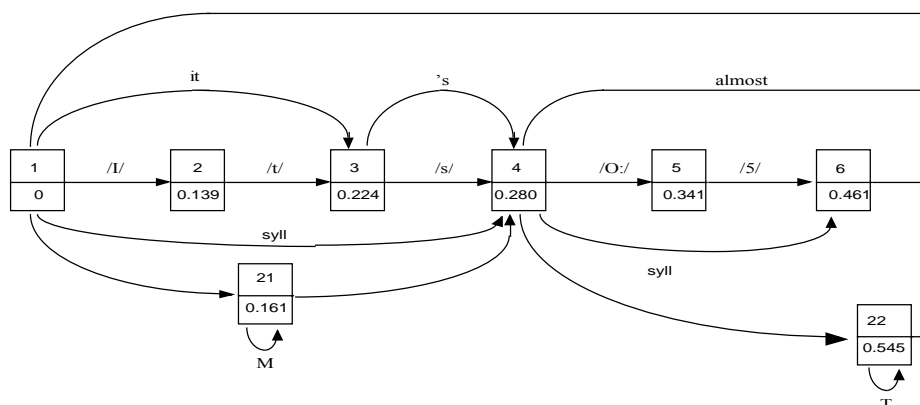 it
's
almost
1
/I/
2
/t/
3
/s/
4
/O:/
5
/5/
6
0
0.139
0.224
0.280
0.341
0.461
syll
syll
21
0.161
M
22
0.545
T